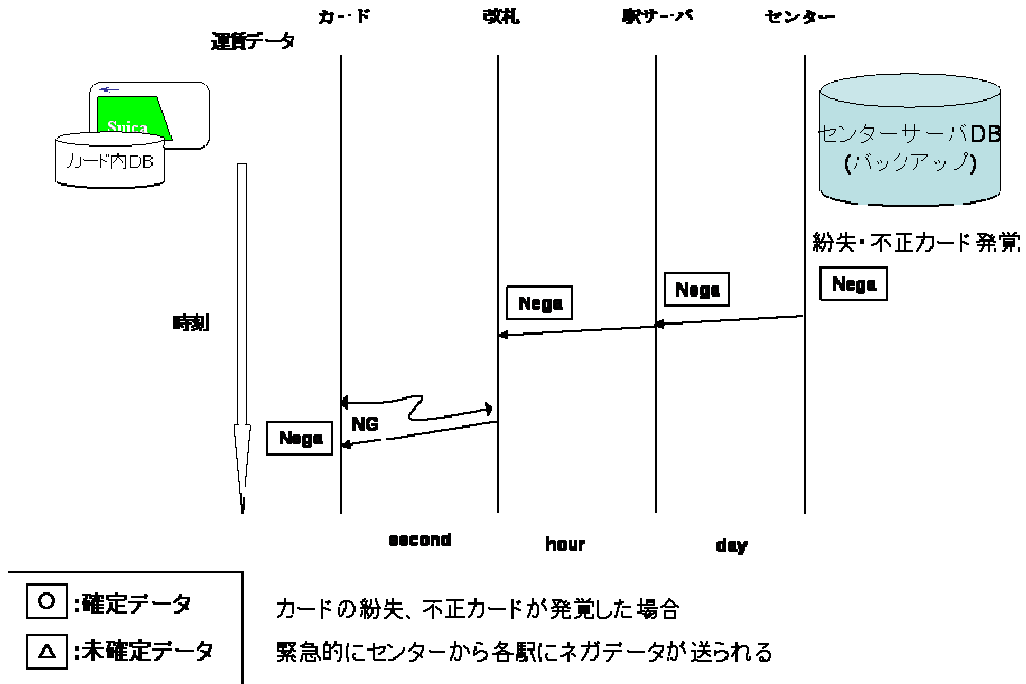 カード
改札
駅サーバ
センター
運賃データ
Suica
カード内DB
センターサーバDB
(バックアップ)
紛失・不正カード発覚
Nega
Nega
Nega
時刻
NG
Nega
second
hour
day
○:確定データ
△:未確定データ
カードの紛失、不正カードが発覚した場合
緊急的にセンターから各駅にネガデータが送られる